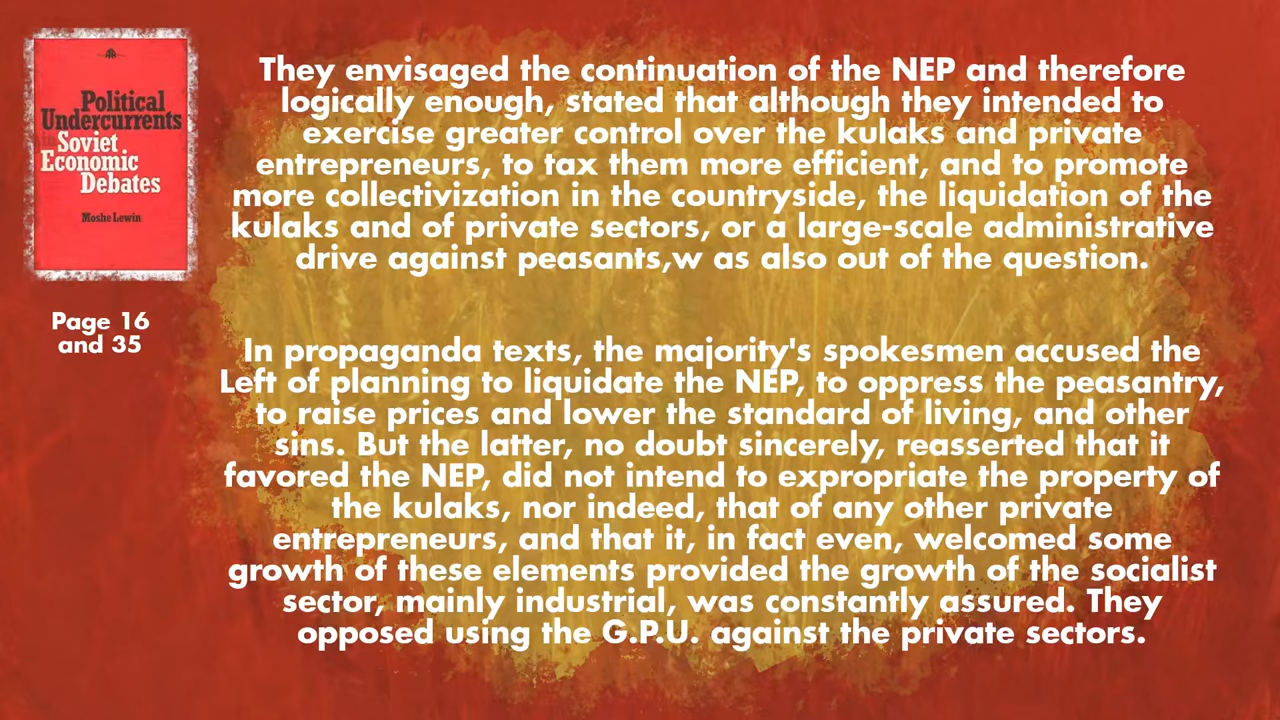 Political
Undercurrents
in Soviet
Economic
Debates
Moshe Lewin
Page 16
and 35
They envisaged the continuation of the NEP and therefore
logically enough, stated that although they intended to
exercise greater control over the kulaks and private
entrepreneurs, to tax them more efficient, and to promote
more collectivization in the countryside, the liquidation of the
kulaks and of private sectors, or a large-scale administrative
drive against peasants,w as also out of the question.
In propaganda texts, the majority's spokesmen accused the
Left of planning to liquidate the NEP, to oppress the peasantry,
to raise prices and lower the standard of living, and other
sins. But the latter, no doubt sincerely, reasserted that it
favored the NEP, did not intend to expropriate the property of
the kulaks, nor indeed, that of any other private
entrepreneurs, and that it, in fact even, welcomed some
growth of these elements provided the growth of the socialist
sector, mainly industrial, was constantly assured. They
opposed using the G.P.U. against the private sectors.